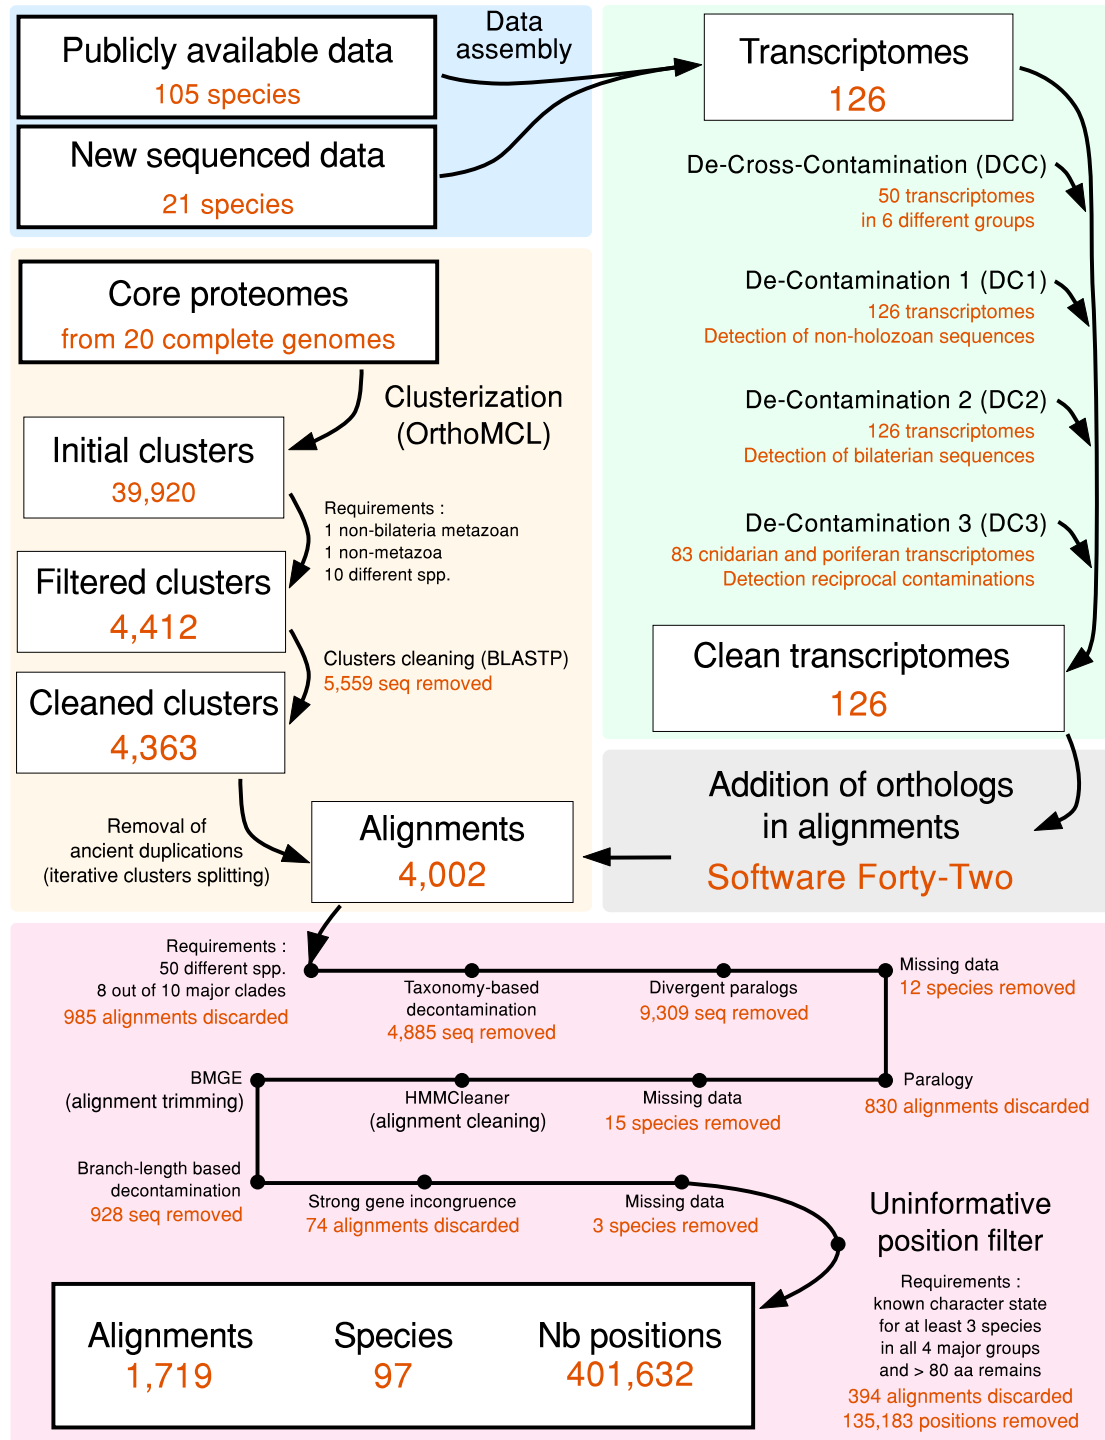 Data
assembly
Publicly available data
105 species
New sequenced data
21 species
Transcriptomes
126
De-Cross-Contamination (DCC)
50 transcriptomes
in 6 different groups
De-Contamination 1 (DC1)
126 transcriptomes
Detection of non-holozoan sequences
De-Contamination 2 (DC2)
126 transcriptomes
Detection of bilaterian sequences
De-Contamination 3 (DC3)
83 cnidarian and poriferan transcriptomes
Detection reciprocal contaminations
Clean transcriptomes
126
Core proteomes
from 20 complete genomes
Clusterization
(OrthoMCL)
Initial clusters
39,920
Requirements :
1 non-bilateria metazoan
1 non-metazoa
10 different spp.
Filtered clusters
4,412
Clusters cleaning (BLASTP)
5,559 seq removed
Cleaned clusters
4,363
Removal of
ancient duplications
(iterative clusters splitting)
Alignments
4,002
Addition of orthologs
in alignments
Software Forty-Two
Requirements :
50 different spp.
8 out of 10 major clades
985 alignments discarded
Taxonomy-based
decontamination
4,885 seq removed
Divergent paralogs
9,309 seq removed
Missing data
12 species removed
Paralogy
830 alignments discarded
Missing data
15 species removed
HMMCleaner
(alignment cleaning)
BMGE
(alignment trimming)
Branch-length based
decontamination
928 seq removed
Strong gene incongruence
74 alignments discarded
Missing data
3 species removed
Uninformative
position filter
Requirements :
known character state
for at least 3 species
in all 4 major groups
and > 80 aa remains
394 alignments discarded
135,183 positions removed
Alignments
1,719
Species
97
Nb positions
401,632